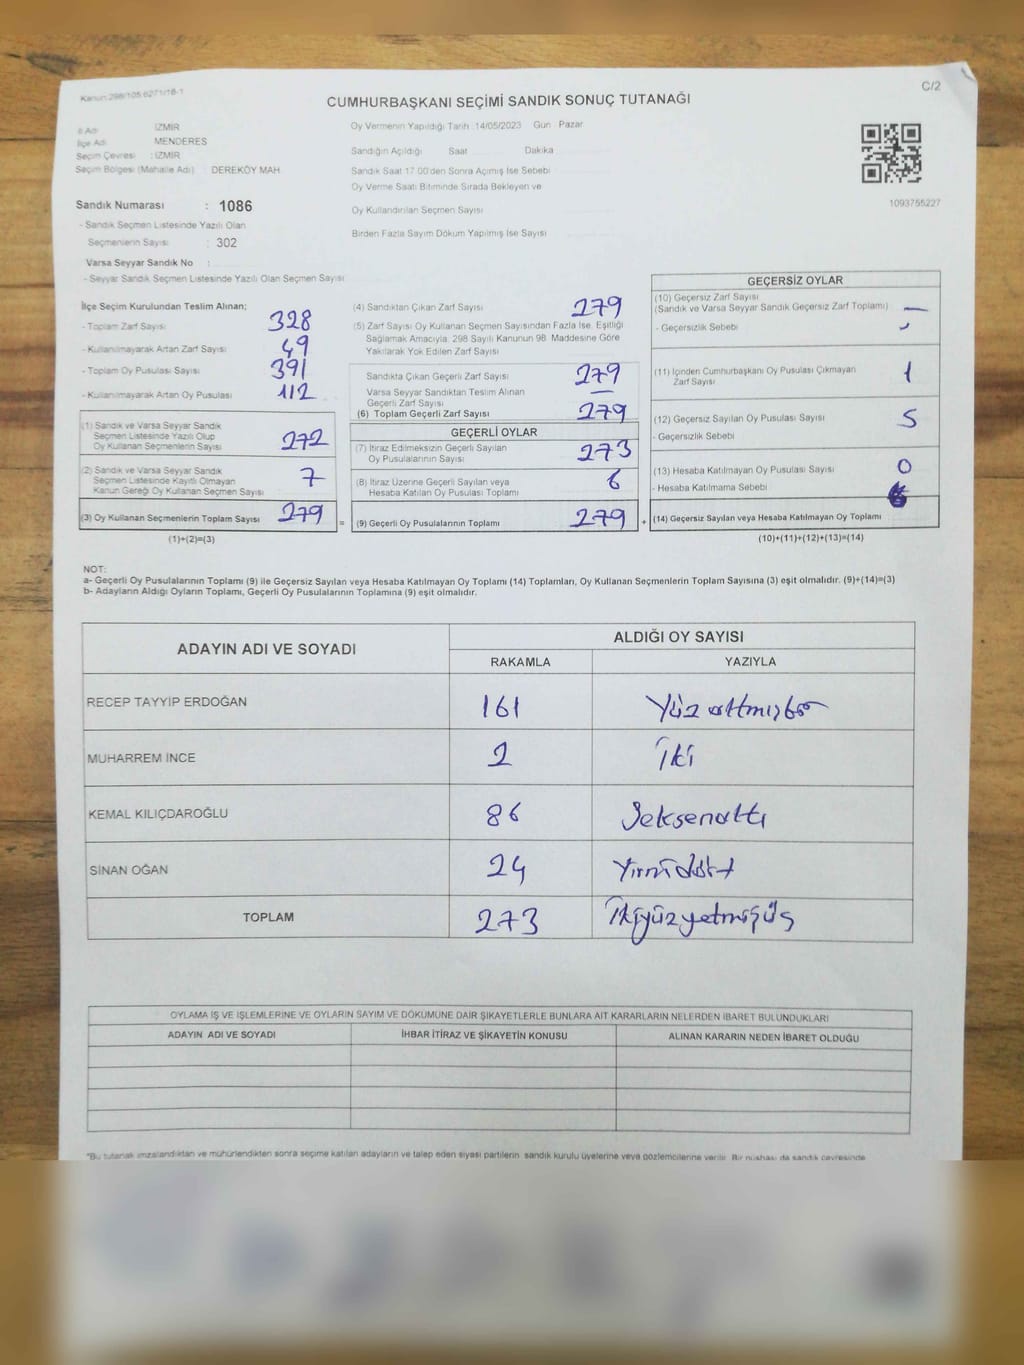 Kanun:298/105 6271/18-1
C/2
CUMHURBAŞKANI SEÇİMİ SANDIK SONUÇ TUTANAĞI
İl Adı İZMİR
İlçe Adı MENDERES
Seçim Çevresi : İZMİR
Seçim Bölgesi (Mahalle Adı) : DEREKÖY MAH
Sandık Numarası : 1086
- Sandık Seçmen Listesinde Yazılı Olan
Seçmenlerin Sayısı : 302
Varsa Seyyar Sandık No :
- Seyyar Sandık Seçmen Listesinde Yazılı Olan Seçmen Sayısı
Oy Vermenin Yapıldığı Tarih :14/05/2023 Gün : Pazar
Sandığın Açıldığı Saat Dakika
Sandık Saat 17.00'den Sonra Açımış İse Sebebi
Oy Verme Saati Bitiminde Sırada Bekleyen ve
Oy Kullandırılan Seçmen Sayısı
Birden Fazla Sayım Döküm Yapılmış İse Sayısı
1093755227
İlçe Seçim Kurulundan Teslim Alınan;
- Toplam Zarf Sayısı 328
- Kullanılmayarak Artan Zarf Sayısı 49
- Toplam Oy Pusulası Sayısı 391
- Kullanılmayarak Artan Oy Pusulası 112
(1) Sandık ve Varsa Seyyar Sandık
Seçmen Listesinde Yazılı Olup
Oy Kullanan Seçmenlerin Sayısı 272
(2) Sandık ve Varsa Seyyar Sandık
Seçmen Listesinde Kayıtlı Olmayan
Kanun Gereği Oy Kullanan Seçmen Sayısı 7
(3) Oy Kullanan Seçmenlerin Toplam Sayısı 279 =
(1)+(2)=(3)
(4) Sandıktan Çıkan Zarf Sayısı 279
(5) Zarf Sayısı Oy Kullanan Seçmen Sayısından Fazla İse, Eşitliği
Sağlamak Amacıyla, 298 Sayılı Kanunun 98. Maddesine Göre
Yakılarak Yok Edilen Zarf Sayısı
Sandıkta Çıkan Geçerli Zarf Sayısı 279
Varsa Seyyar Sandıktan Teslim Alınan
Geçerli Zarf Sayısı —
(6) Toplam Geçerli Zarf Sayısı 279
GEÇERLİ OYLAR
(7) İtiraz Edilmeksizin Geçerli Sayılan
Oy Pusulalarının Sayısı 273
(8) İtiraz Üzerine Geçerli Sayılan veya
Hesaba Katılan Oy Pusulası Toplamı 6
(9) Geçerli Oy Pusulalarının Toplamı 279 +
GEÇERSİZ OYLAR
(10) Geçersiz Zarf Sayısı
(Sandık ve Varsa Seyyar Sandık Geçersiz Zarf Toplamı) —
- Geçersizlik Sebebi
(11) İçinden Cumhurbaşkanı Oy Pusulası Çıkmayan
Zarf Sayısı 1
(12) Geçersiz Sayılan Oy Pusulası Sayısı 5
- Geçersizlik Sebebi
(13) Hesaba Katılmayan Oy Pusulası Sayısı 0
- Hesaba Katılmama Sebebi
(14) Geçersiz Sayılan veya Hesaba Katılmayan Oy Toplamı
(10)+(11)+(12)+(13)=(14)
NOT:
a- Geçerli Oy Pusulalarının Toplamı (9) ile Geçersiz Sayılan veya Hesaba Katılmayan Oy Toplamı (14) Toplamları, Oy Kullanan Seçmenlerin Toplam Sayısına (3) eşit olmalıdır. (9)+(14)=(3)
b- Adayların Aldığı Oyların Toplamı, Geçerli Oy Pusulalarının Toplamına (9) eşit olmalıdır.
ADAYIN ADI VE SOYADI ALDIĞI OY SAYISI
RAKAMLA YAZIYLA
RECEP TAYYİP ERDOĞAN 161 Yüz altmışbir
MUHARREM İNCE 2 İki
KEMAL KILIÇDAROĞLU 86 Seksenaltı
SİNAN OĞAN 24 Yirmidört
TOPLAM 273 İkiyüzyetmişüç
OYLAMA İŞ VE İŞLEMLERİNE VE OYLARIN SAYIM VE DÖKÜMÜNE DAİR ŞİKAYETLERLE BUNLARA AİT KARARLARIN NELERDEN İBARET BULUNDUKLARI
ADAYIN ADI VE SOYADI İHBAR İTİRAZ VE ŞİKAYETİN KONUSU ALINAN KARARIN NEDEN İBARET OLDUĞU
"Bu tutanak imzalandıktan ve mühürlendikten sonra seçime katılan adayların ve talep eden siyasi partilerin sandık kurulu üyelerine veya gözlemcilerine verilir. Bir nüshası da sandık çevresinde